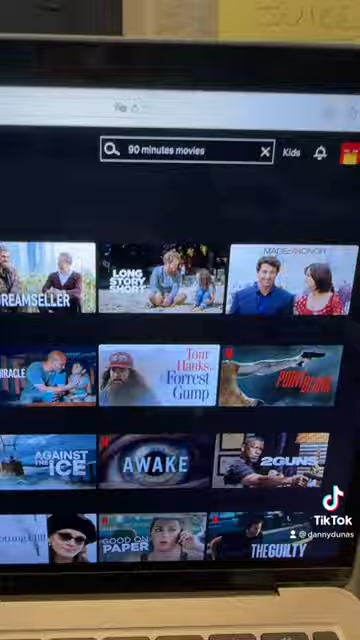 90 minutes movies
Kids
REAMSELLER
LONG
STORY
SHORT
MADE of HONOR
IRACLE
Tom
Hanks
Forrest
Gump
POINT BLANK
AGAINST
THE ICE
AWAKE
2GUNS
GOOD ON
PAPER
THE GUILTY
TikTok
@dannydunas